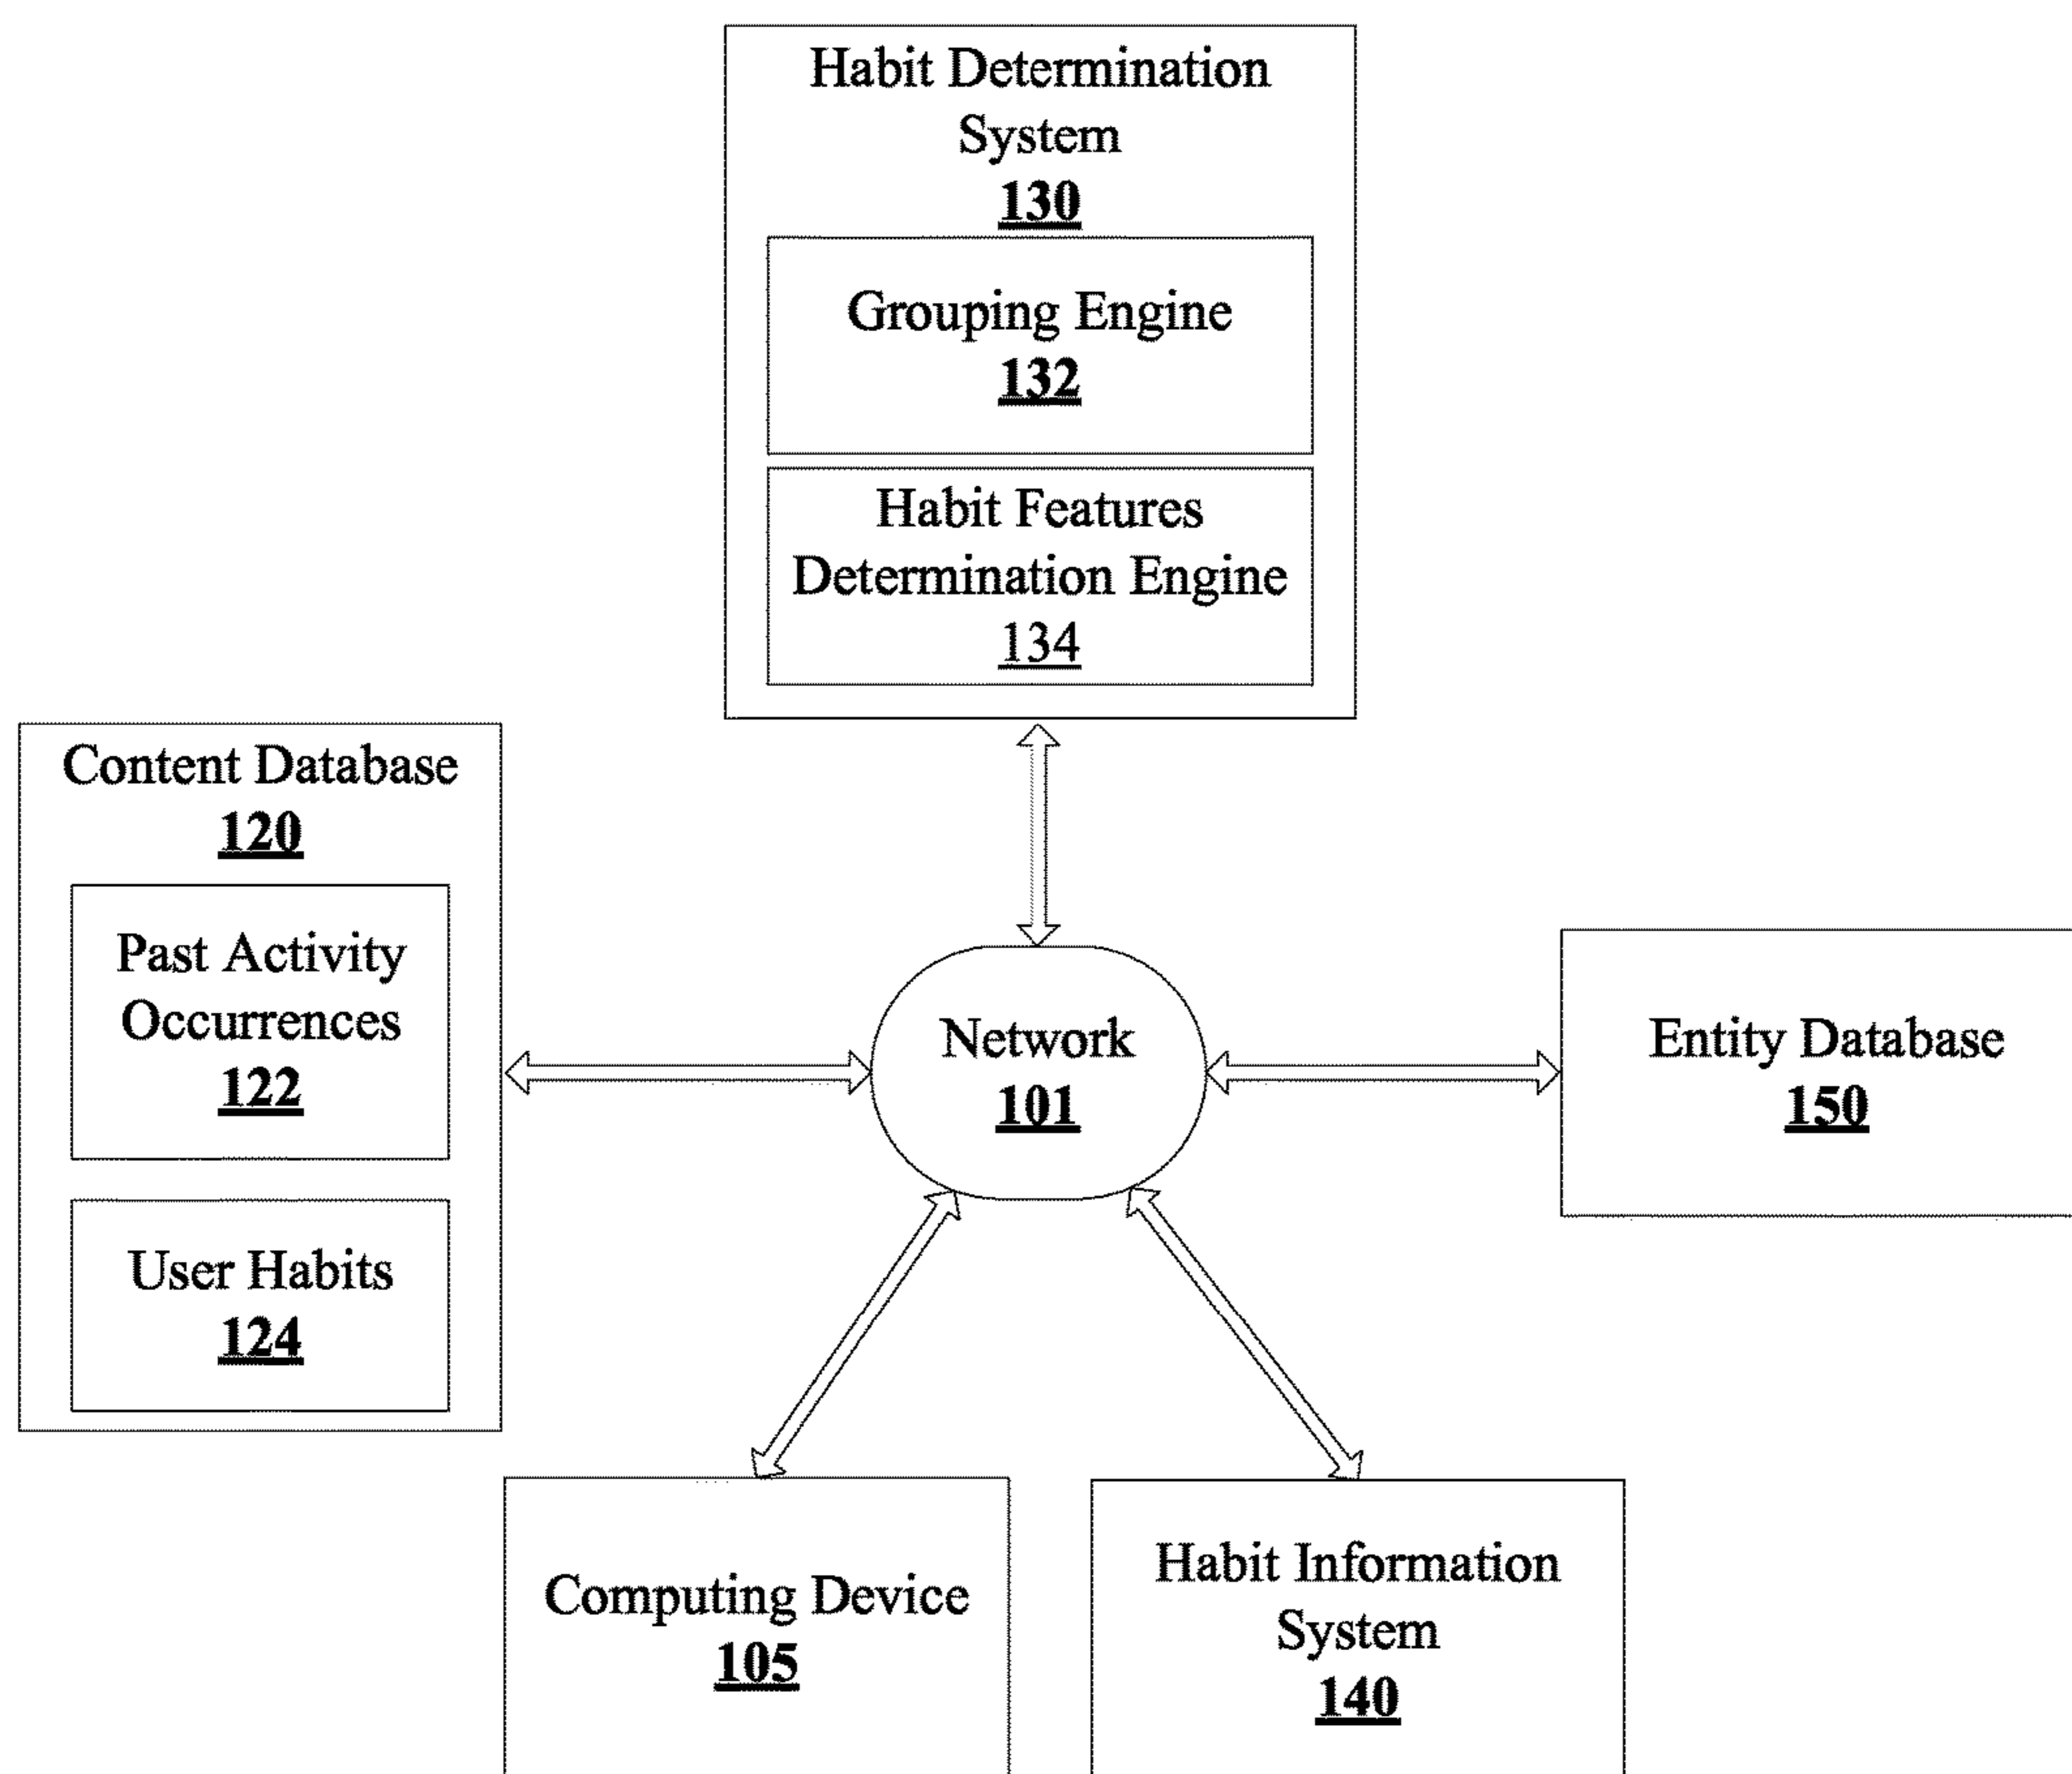 Habit Determination
System
130
Grouping Engine
132
Habit Features
Determination Engine
134
Content Database
120
Past Activity
Occurrences
122
User Habits
124
Network
101
Entity Database
150
Computing Device
105
Habit Information
System
140